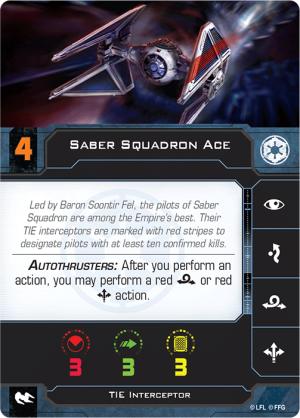 4 Saber Squadron Ace
Led by Baron Soontir Fel, the pilots of Saber
Squadron are among the Empire's best. Their
TIE interceptors are marked with red stripes to
designate pilots with at least ten confirmed kills.
Autothrusters: After you perform an
action, you may perform a red or red
action.
3 3 3
TIE Interceptor
© LFL © FFG